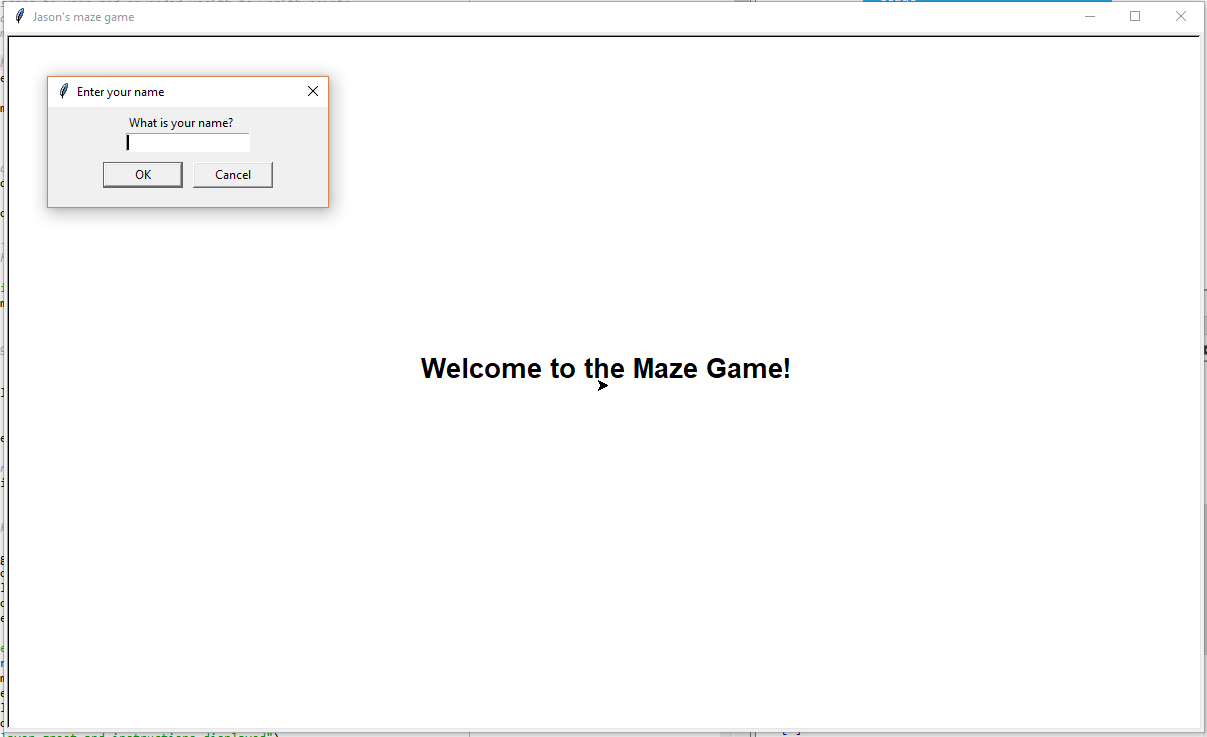 Jason's maze game
Enter your name
What is your name?
OK
Cancel
Welcome to the Maze Game!